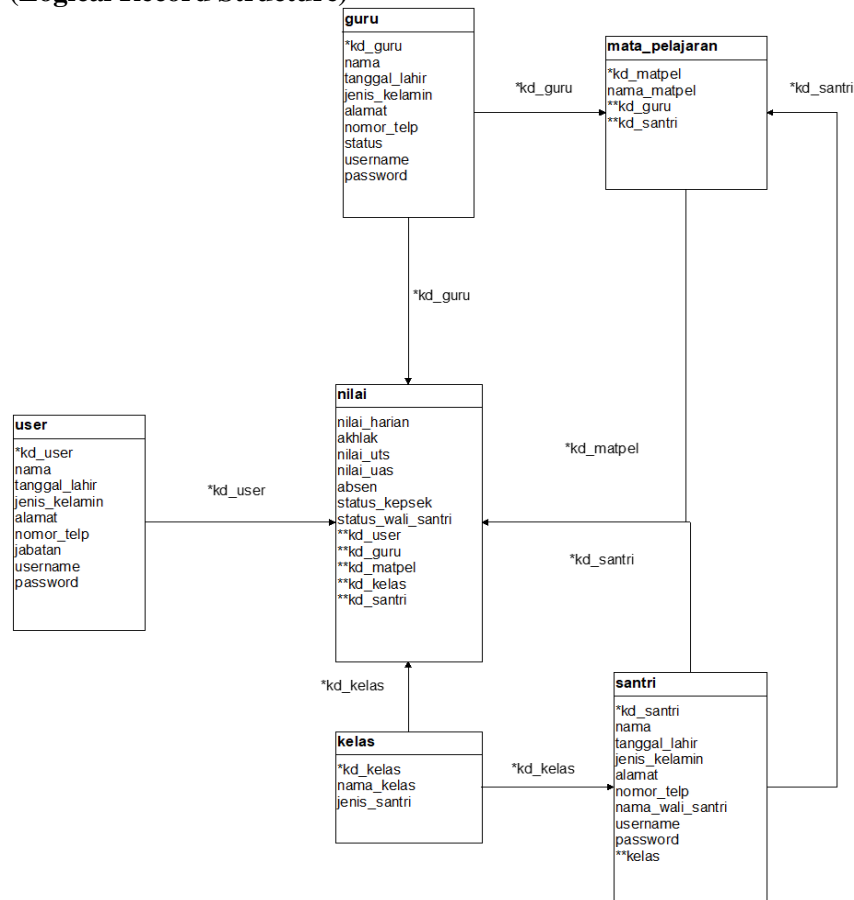 (Logical Record Structure)
guru
*kd_guru
nama
tanggal_lahir
jenis_kelamin
alamat
nomor_telp
status
username
password
*kd_guru
mata_pelajaran
*kd_matpel
nama_matpel
**kd_guru
**kd_santri
*kd_santri
*kd_guru
user
*kd_user
nama
tanggal_lahir
jenis_kelamin
alamat
nomor_telp
jabatan
username
password
*kd_user
nilai
nilai_harian
akhlak
nilai_uts
nilai_uas
absen
status_kepsek
status_wali_santri
**kd_user
**kd_guru
**kd_matpel
**kd_kelas
**kd_santri
*kd_matpel
*kd_santri
*kd_kelas
kelas
*kd_kelas
nama_kelas
jenis_santri
*kd_kelas
santri
*kd_santri
nama
tanggal_lahir
jenis_kelamin
alamat
nomor_telp
nama_wali_santri
username
password
**kelas